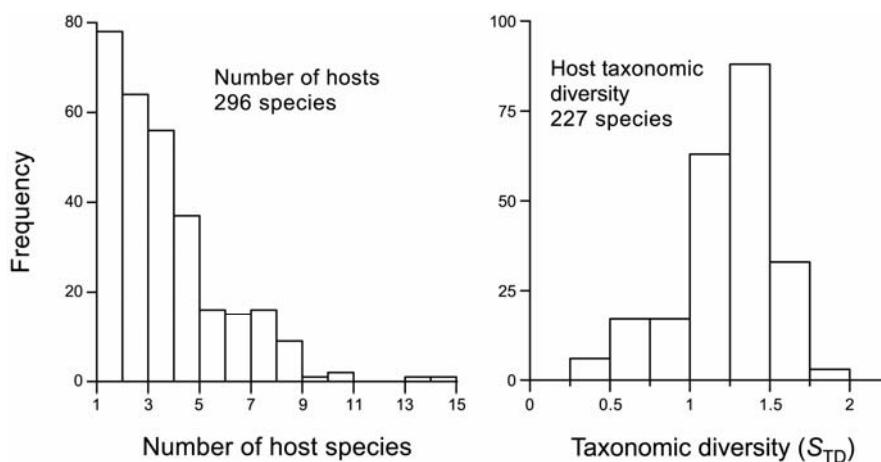 80
60
40
20
0
Frequency
Number of hosts
296 species
1 3 5 7 9 11 13 15
Number of host species
100
75
50
25
0
Host taxonomic
diversity
227 species
0 0.5 1 1.5 2
Taxonomic diversity (STD)